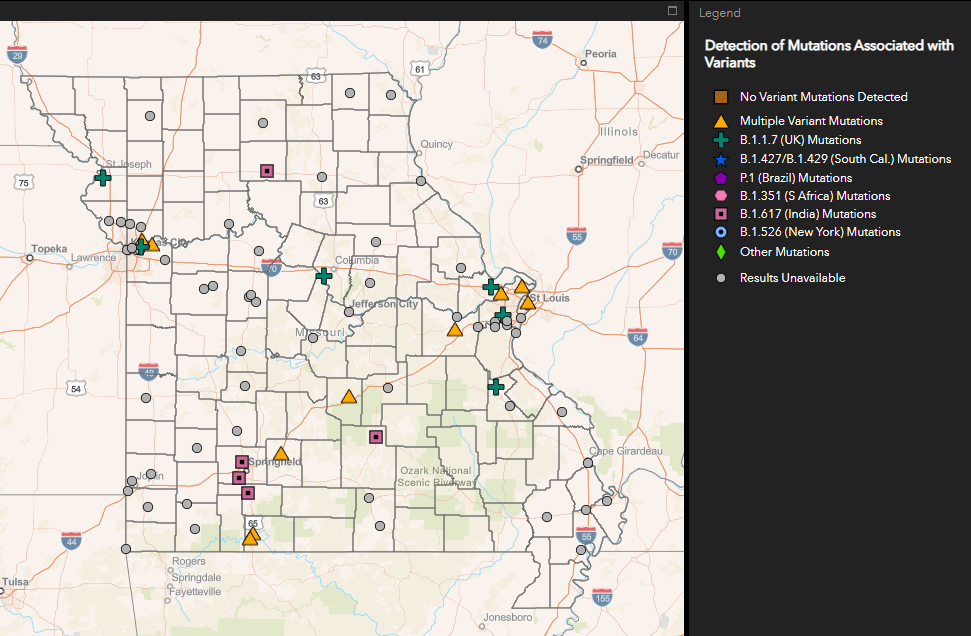 Legend
Detection of Mutations Associated with
Variants
No Variant Mutations Detected
Multiple Variant Mutations
B.1.1.7 (UK) Mutations
B.1.427/B.1.429 (South Cal.) Mutations
P.1 (Brazil) Mutations
B.1.351 (S Africa) Mutations
B.1.617 (India) Mutations
B.1.526 (New York) Mutations
Other Mutations
Results Unavailable
29
74
61
63
Peoria
Illinois
Quincy
Decatur
Springfield
St Joseph
75
63
55
Topeka
Lawrence
70
Columbia
70
St Louis
Jefferson City
Missouri
64
54
Cape Girardeau
Springfield
Ozark National
Scenic Riverway
Joplin
65
44
55
Rogers
Springdale
Fayetteville
Tulsa
155
Jonesboro